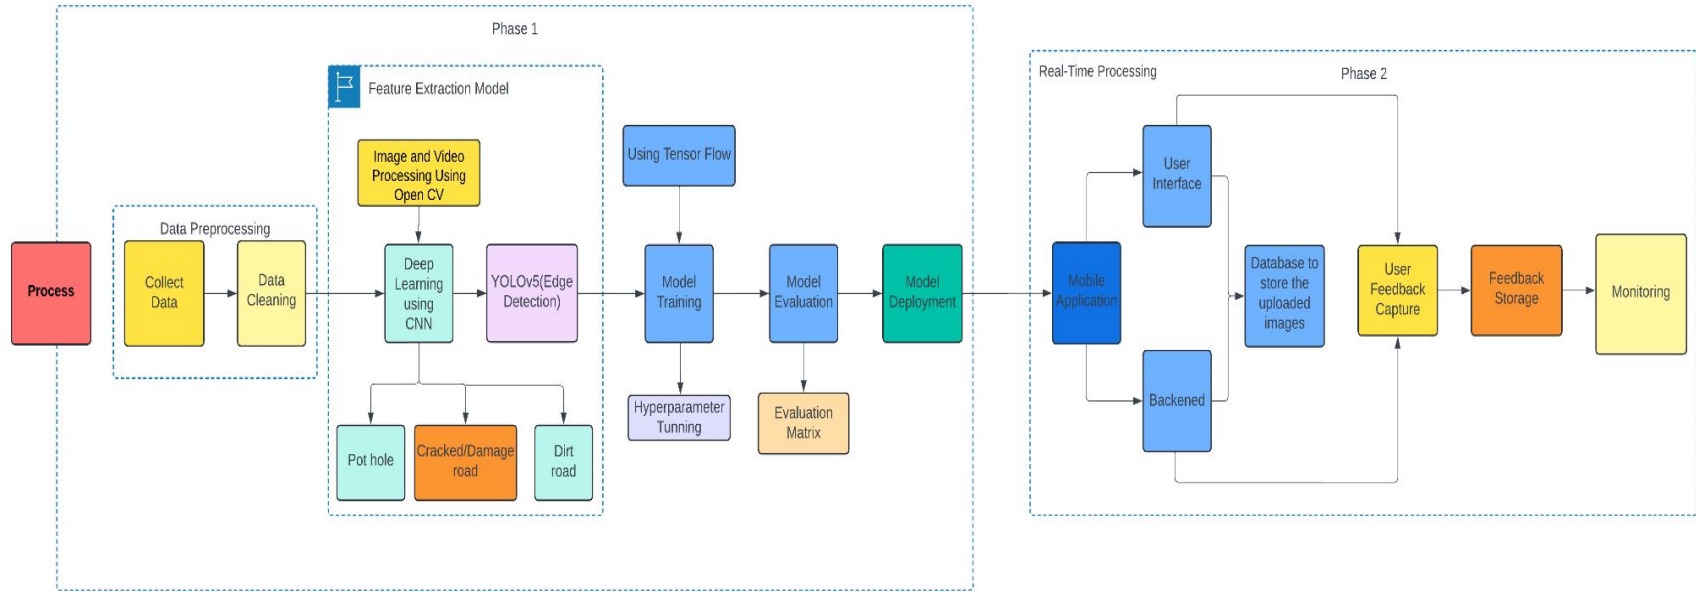 Phase 1
Feature Extraction Model
Image and Video
Processing Using
Open CV
Using Tensor Flow
Data Preprocessing
Process
Collect
Data
Data
Cleaning
Deep
Learning
using
CNN
YOLOv5(Edge
Detection)
Model
Training
Model
Evaluation
Model
Deployment
Pot hole
Cracked/Damage
road
Dirt
road
Hyperparameter
Tunning
Evaluation
Matrix
Real-Time Processing
Phase 2
User
Interface
Mobile
Application
Backened
Database to
store the
uploaded
images
User
Feedback
Capture
Feedback
Storage
Monitoring